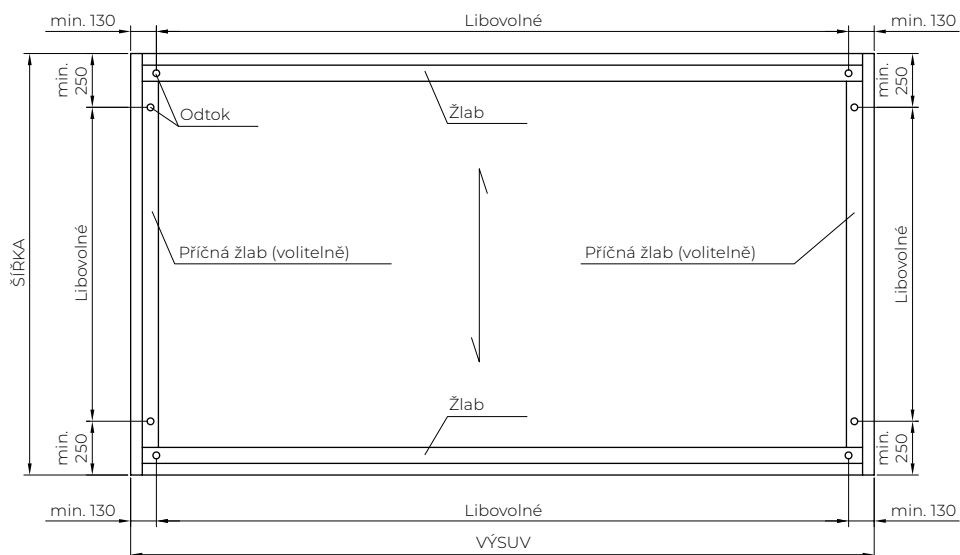 min. 130
Libovolné
min. 130
min.
250
min.
250
Odtok
Žlab
ŠÍŘKA
Libovolné
Příčná žlab (volitelně)
Příčná žlab (volitelně)
Libovolné
Žlab
min.
250
min.
250
min. 130
Libovolné
min. 130
VÝSUV